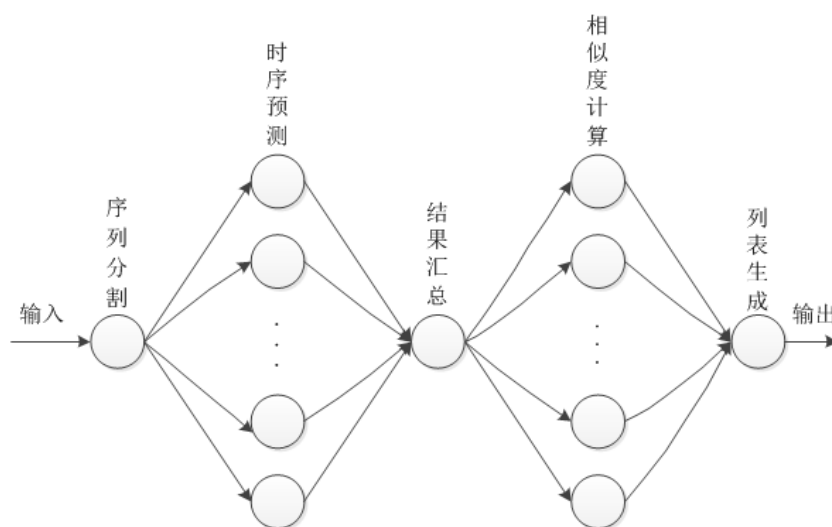 输入
序列分割
时序预测
结果汇总
相似度计算
列表生成
输出